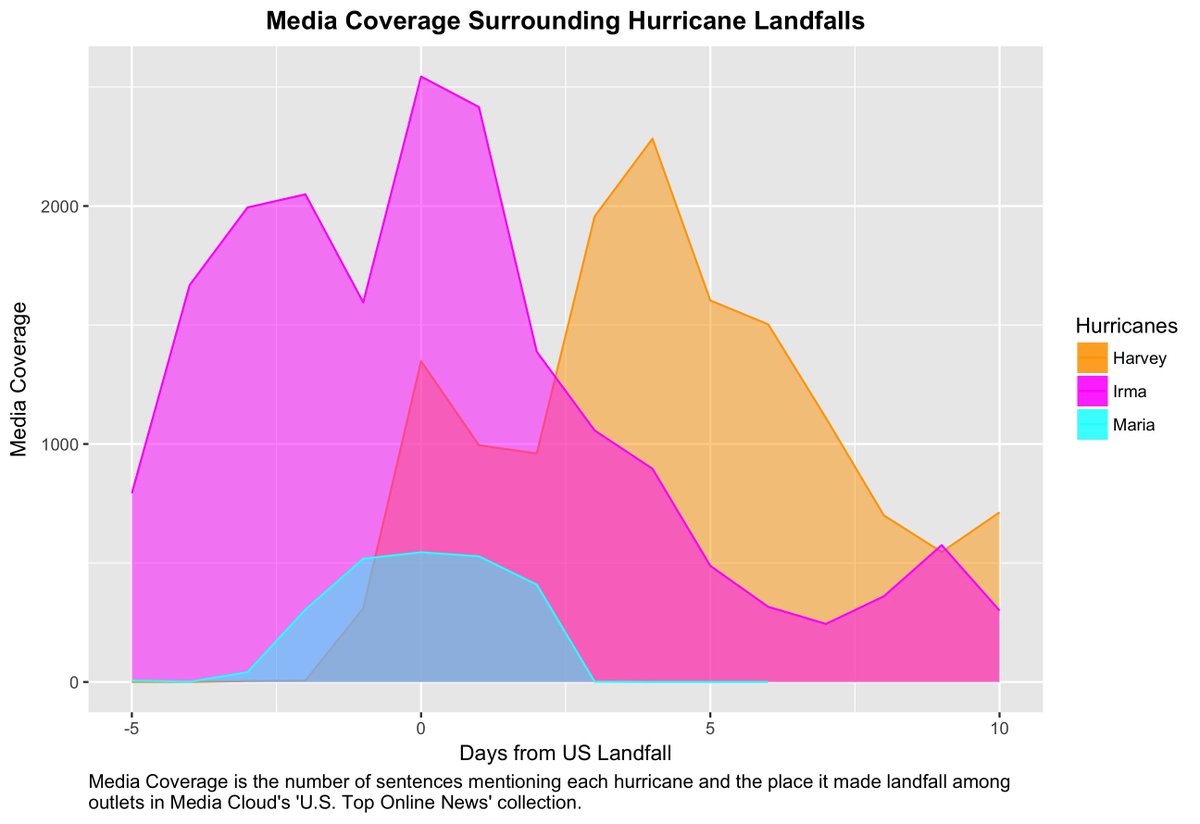 Media Coverage Surrounding Hurricane Landfalls
2000
1000
0
Media Coverage
-5
0
5
10
Days from US Landfall
Hurricanes
Harvey
Irma
Maria
Media Coverage is the number of sentences mentioning each hurricane and the place it made landfall among
outlets in Media Cloud's 'U.S. Top Online News' collection.